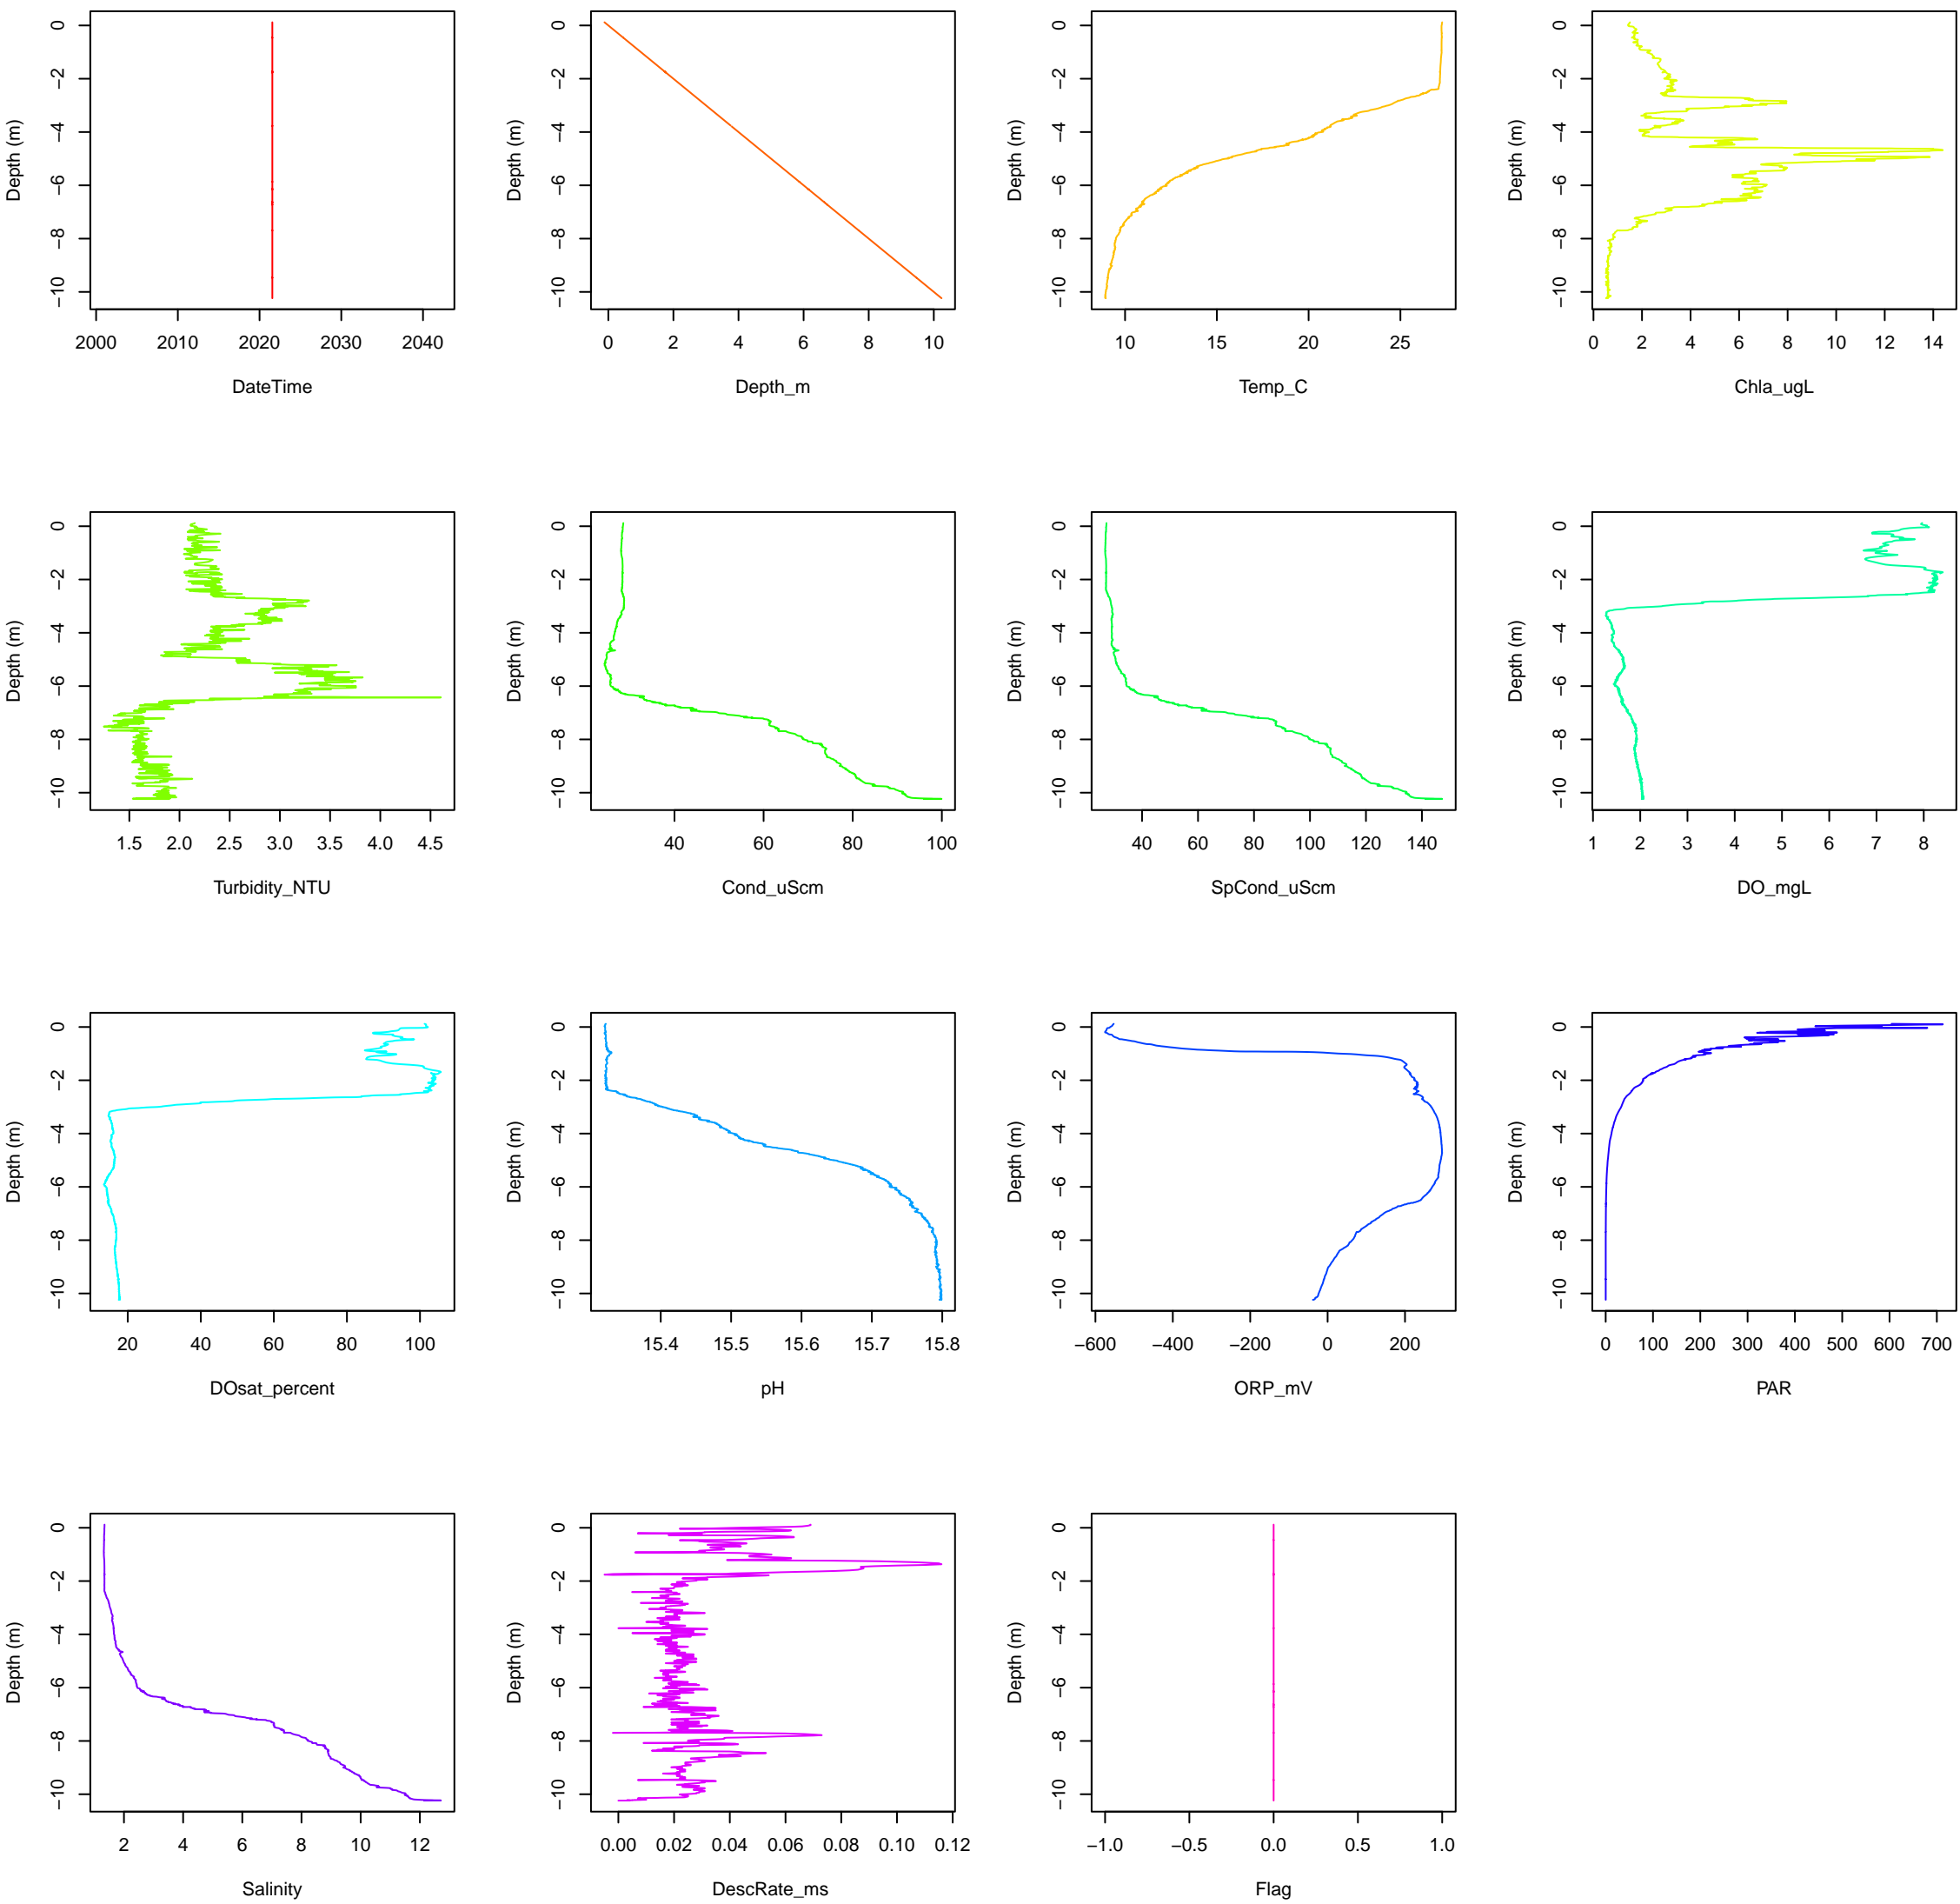 0
−2
−4
−6
−8
−10
Depth (m)
2000 2010 2020 2030 2040
DateTime
0
−2
−4
−6
−8
−10
Depth (m)
0 2 4 6 8 10
Depth_m
0
−2
−4
−6
−8
−10
Depth (m)
10 15 20 25
Temp_C
0
−2
−4
−6
−8
−10
Depth (m)
0 2 4 6 8 10 12 14
Chla_ugL
0
−2
−4
−6
−8
−10
Depth (m)
1.5 2.0 2.5 3.0 3.5 4.0 4.5
Turbidity_NTU
0
−2
−4
−6
−8
−10
Depth (m)
40 60 80 100
Cond_uScm
0
−2
−4
−6
−8
−10
Depth (m)
40 60 80 100 120 140
SpCond_uScm
0
−2
−4
−6
−8
−10
Depth (m)
1 2 3 4 5 6 7 8
DO_mgL
0
−2
−4
−6
−8
−10
Depth (m)
20 40 60 80 100
DOsat_percent
0
−2
−4
−6
−8
−10
Depth (m)
15.4 15.5 15.6 15.7 15.8
pH
0
−2
−4
−6
−8
−10
Depth (m)
−600 −400 −200 0 200
ORP_mV
0
−2
−4
−6
−8
−10
Depth (m)
0 100 200 300 400 500 600 700
PAR
0
−2
−4
−6
−8
−10
Depth (m)
2 4 6 8 10 12
Salinity
0
−2
−4
−6
−8
−10
Depth (m)
0.00 0.02 0.04 0.06 0.08 0.10 0.12
DescRate_ms
0
−2
−4
−6
−8
−10
Depth (m)
−1.0 −0.5 0.0 0.5 1.0
Flag